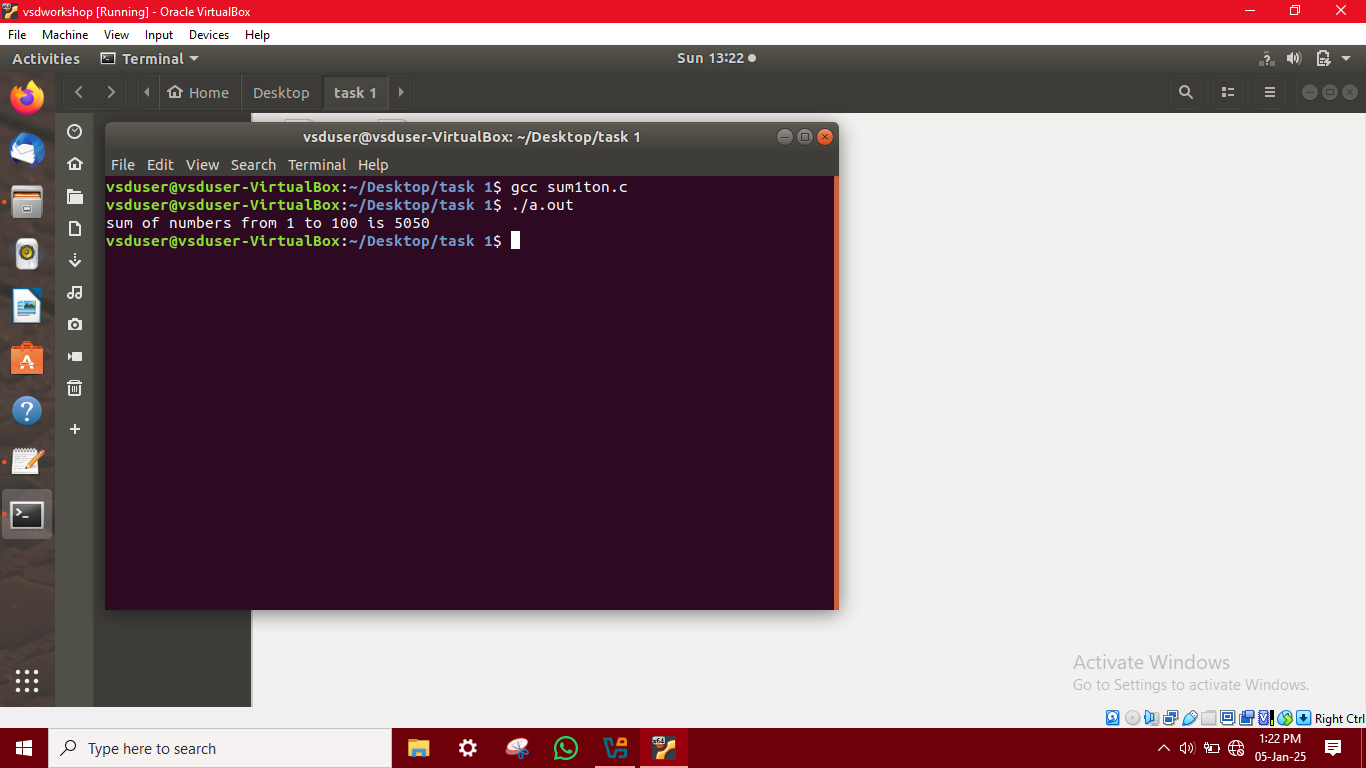 vsdworkshop [Running] - Oracle VirtualBox
File Machine View Input Devices Help
Activities Terminal Sun 13:22
Home Desktop task 1
vsduser@vsduser-VirtualBox: ~/Desktop/task 1
File Edit View Search Terminal Help
vsduser@vsduser-VirtualBox:~/Desktop/task 1$ gcc sum1ton.c
vsduser@vsduser-VirtualBox:~/Desktop/task 1$ ./a.out
sum of numbers from 1 to 100 is 5050
vsduser@vsduser-VirtualBox:~/Desktop/task 1$
Activate Windows
Go to Settings to activate Windows.
Right Ctrl
Type here to search
1:22 PM
05-Jan-25